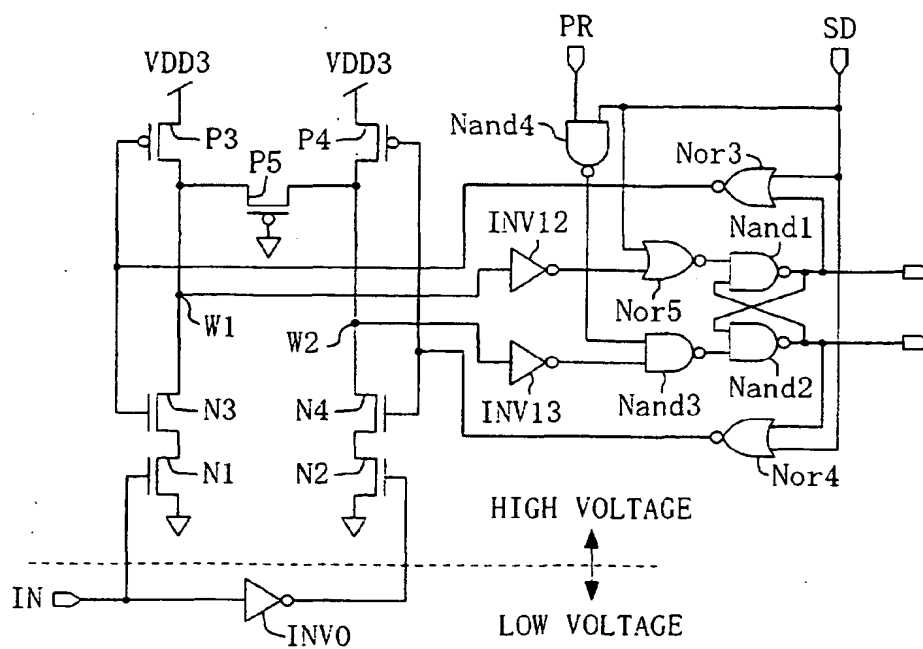 PR
SD
VDD3
VDD3
P3
P4
P5
Nand4
Nor3
INV12
Nand1
Nor5
W1
W2
INV13
Nand3
Nand2
N3
N4
Nor4
N1
N2
HIGH VOLTAGE
IN
INV0
LOW VOLTAGE